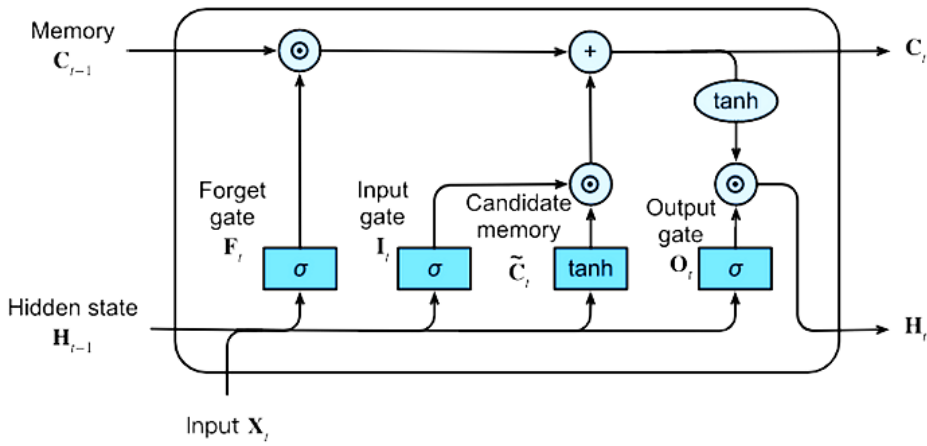 Memory
C_{t-1}
C_t
tanh
Forget
gate
F_t
Input
gate
I_t
Candidate
memory
C̃_t
Output
gate
O_t
σ
σ
tanh
σ
Hidden state
H_{t-1}
H_t
Input X_t